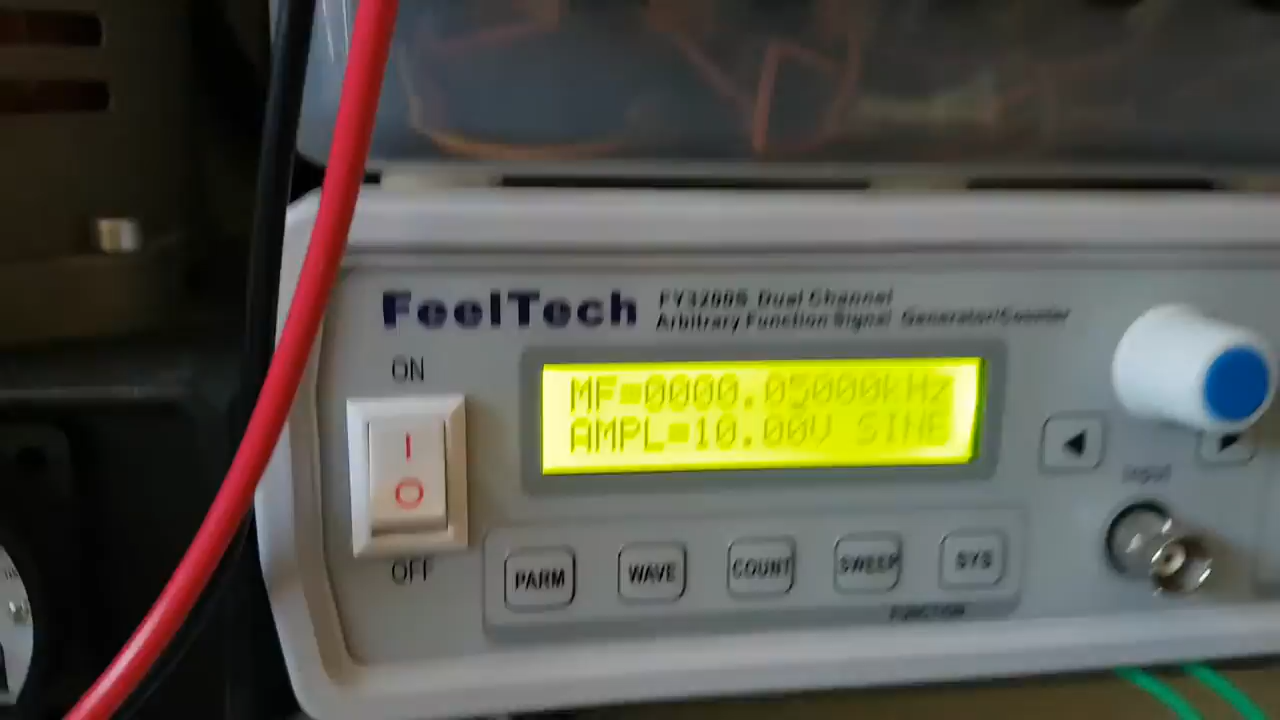 FeelTech
FY3200S Dual Channel
Arbitrary Function Signal Generator/Counter
ON
MF=0000.05000kHz
AMPL=10.00V SINE
I
O
OFF
Input
PARM
WAVE
COUNT
SWEEP
SYS
FUNCTION